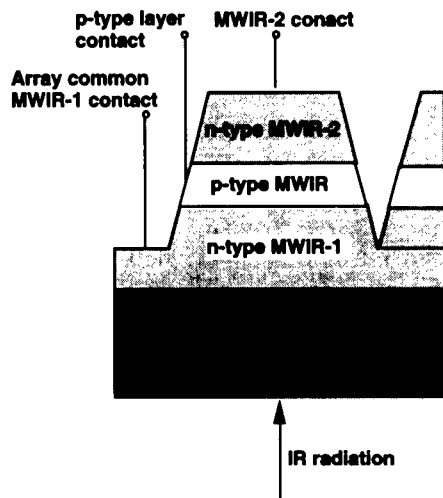 p-type layer
contact
MWIR-2 conact
Array common
MWIR-1 contact
n-type MWIR-2
p-type MWIR
n-type MWIR-1
IR radiation